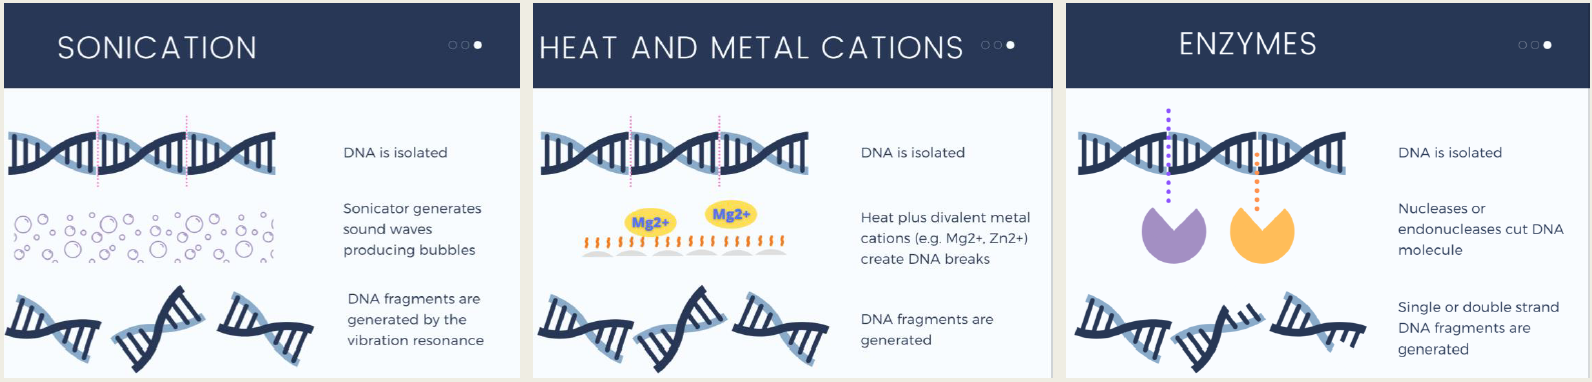 SONICATION
DNA is isolated
Sonicator generates
sound waves
producing bubbles
DNA fragments are
generated by the
vibration resonance
HEAT AND METAL CATIONS
DNA is isolated
Mg2+
Mg2+
Heat plus divalent metal
cations (e.g. Mg2+, Zn2+)
create DNA breaks
DNA fragments are
generated
ENZYMES
DNA is isolated
Nucleases or
endonucleases cut DNA
molecule
Single or double strand
DNA fragments are
generated